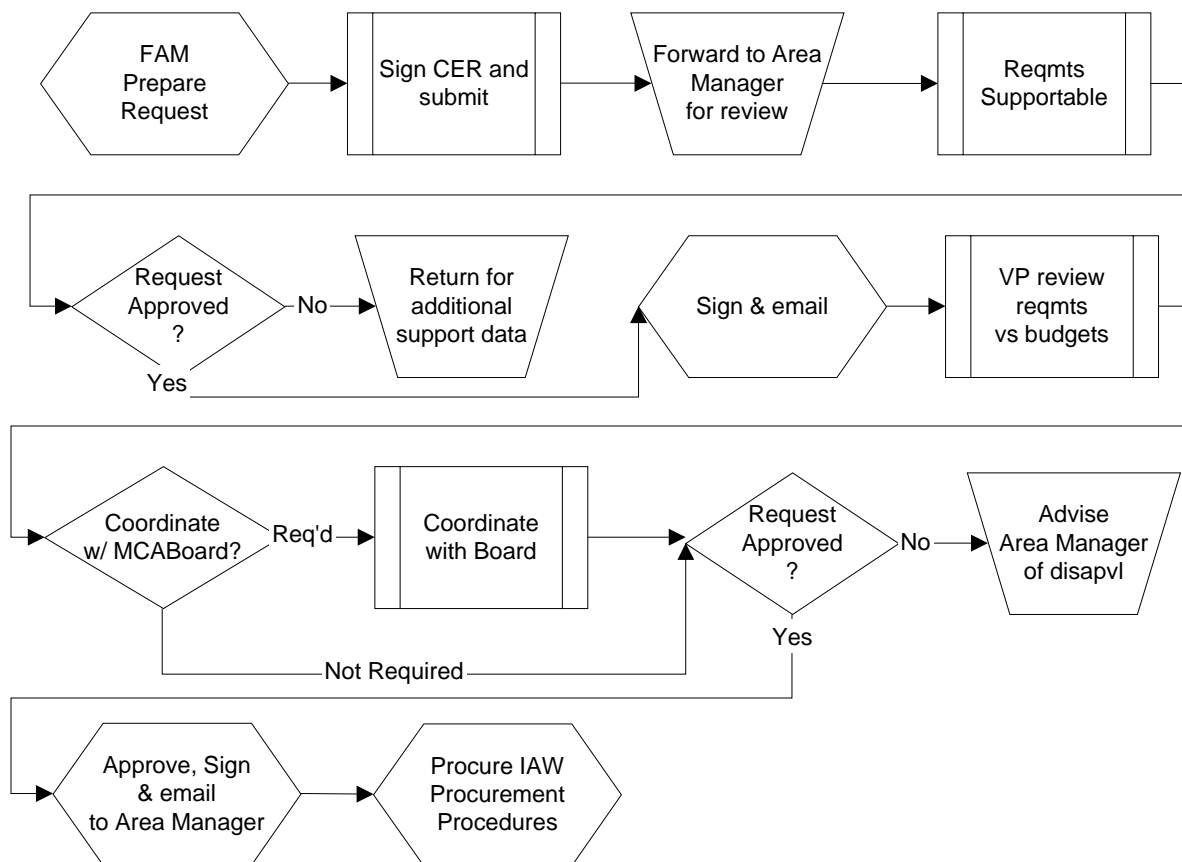 FAM
Prepare
Request
Sign CER and
submit
Forward to Area
Manager
for review
Reqmts
Supportable
Request
Approved
?
No
Yes
Return for
additional
support data
Sign & email
VP review
reqmts
vs budgets
Coordinate
w/ MCABoard?
Req'd
Not Required
Coordinate
with Board
Request
Approved
?
No
Yes
Advise
Area Manager
of disapvl
Approve, Sign
& email
to Area Manager
Procure IAW
Procurement
Procedures